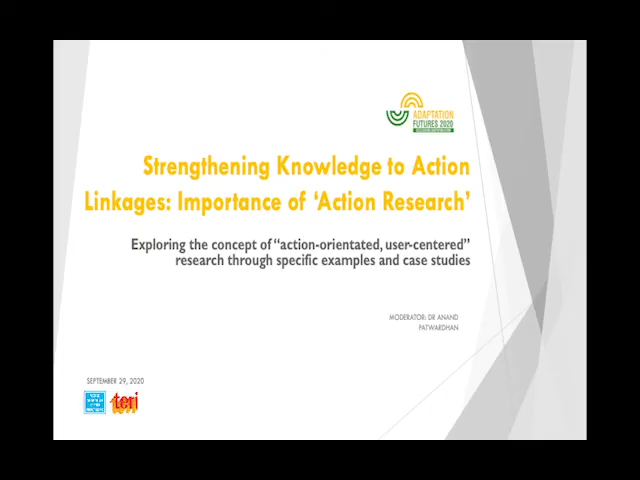 ADAPTATION
FUTURES 2020
Strengthening Knowledge to Action
Linkages: Importance of ‘Action Research’
Exploring the concept of “action-orientated, user-centered”
research through specific examples and case studies
MODERATOR: DR ANAND
PATWARDHAN
SEPTEMBER 29, 2020
teri